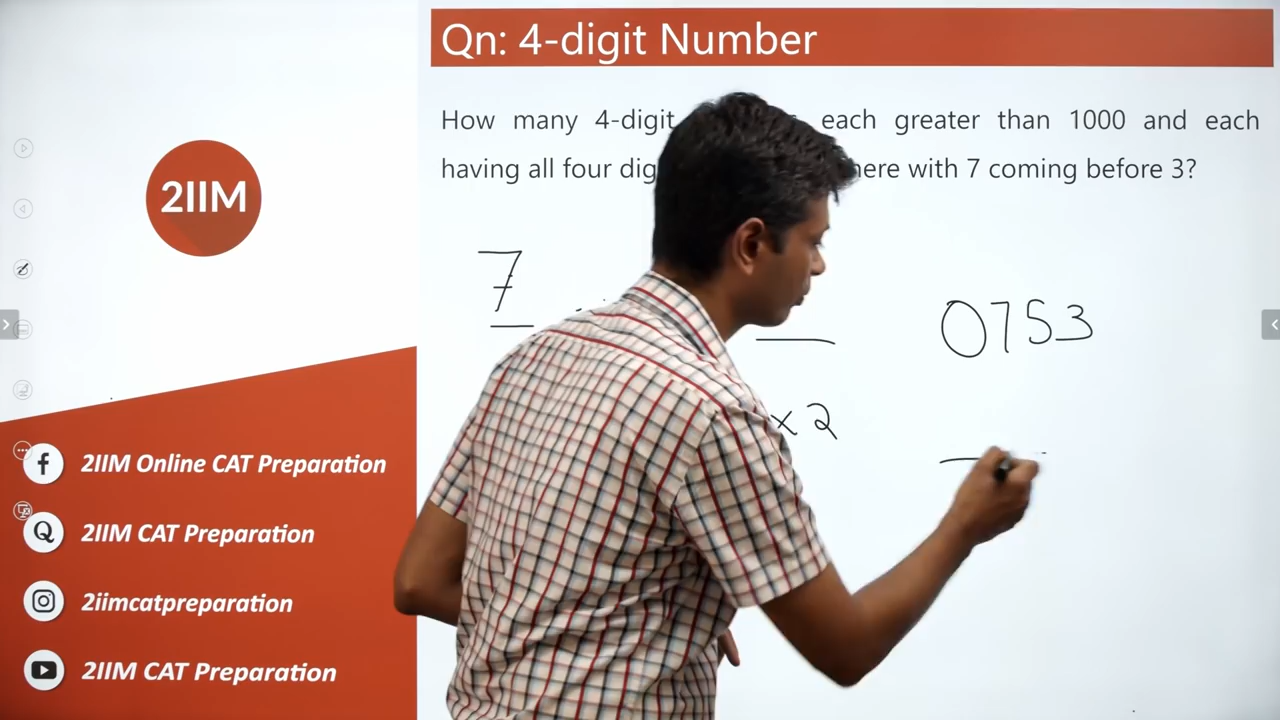 Qn: 4-digit Number
How many 4-digit each greater than 1000 and each
having all four dig here with 7 coming before 3?
2IIM
7
0753
x 2
2IIM Online CAT Preparation
Q 2IIM CAT Preparation
2iimcatpreparation
2IIM CAT Preparation